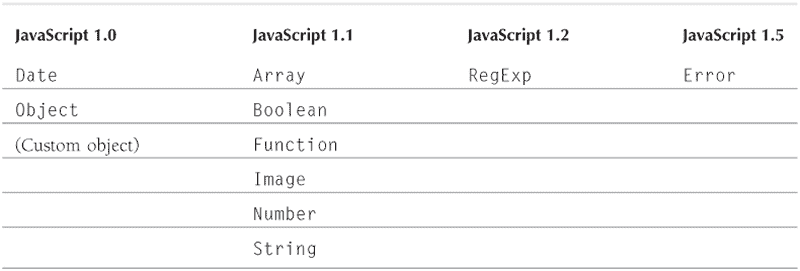 JavaScript 1.0 JavaScript 1.1 JavaScript 1.2 JavaScript 1.5
Date Array RegExp Error
Object Boolean
(Custom object) Function
Image
Number
String